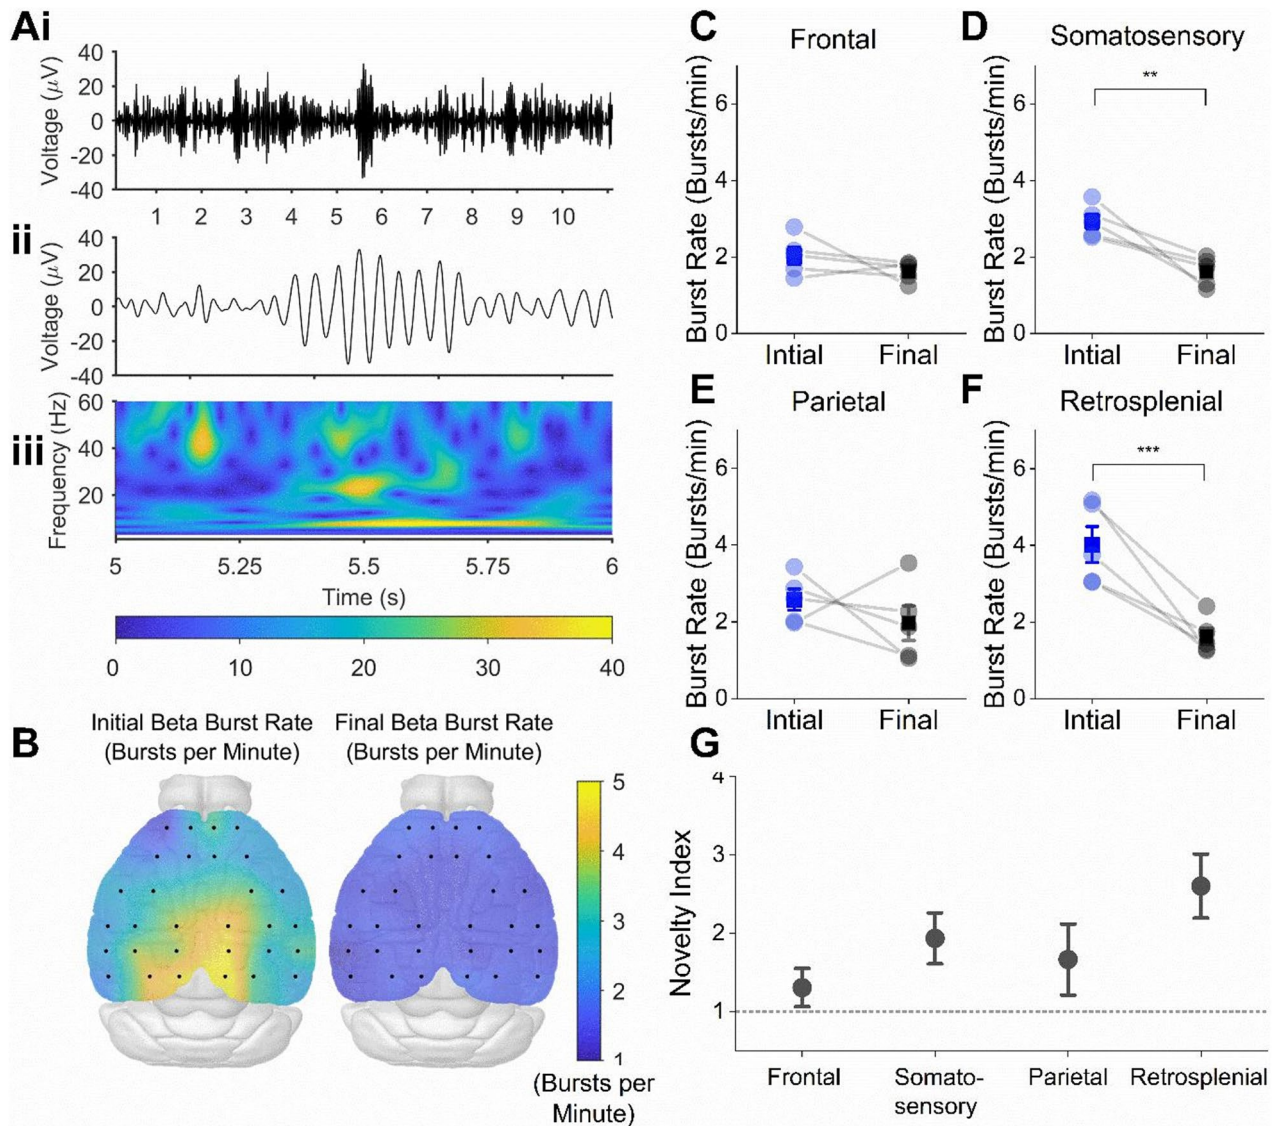 Ai
Voltage (μV)
40
20
0
-20
-40
1 2 3 4 5 6 7 8 9 10
ii
Voltage (μV)
40
20
0
-20
-40
iii
Frequency (Hz)
60
40
20
5 5.25 5.5 5.75 6
Time (s)
0 10 20 30 40
B
Initial Beta Burst Rate
(Bursts per Minute)
Final Beta Burst Rate
(Bursts per Minute)
5
4
3
2
1
(Bursts per
Minute)
C
Frontal
Burst Rate (Bursts/min)
6
4
2
0
Intial Final
D
Somatosensory
**
Burst Rate (Bursts/min)
6
4
2
0
Intial Final
E
Parietal
Burst Rate (Bursts/min)
6
4
2
0
Intial Final
F
Retrosplenial
***
Burst Rate (Bursts/min)
6
4
2
0
Intial Final
G
Novelty Index
4
3
2
1
Frontal
Somato-
sensory
Parietal
Retrosplenial